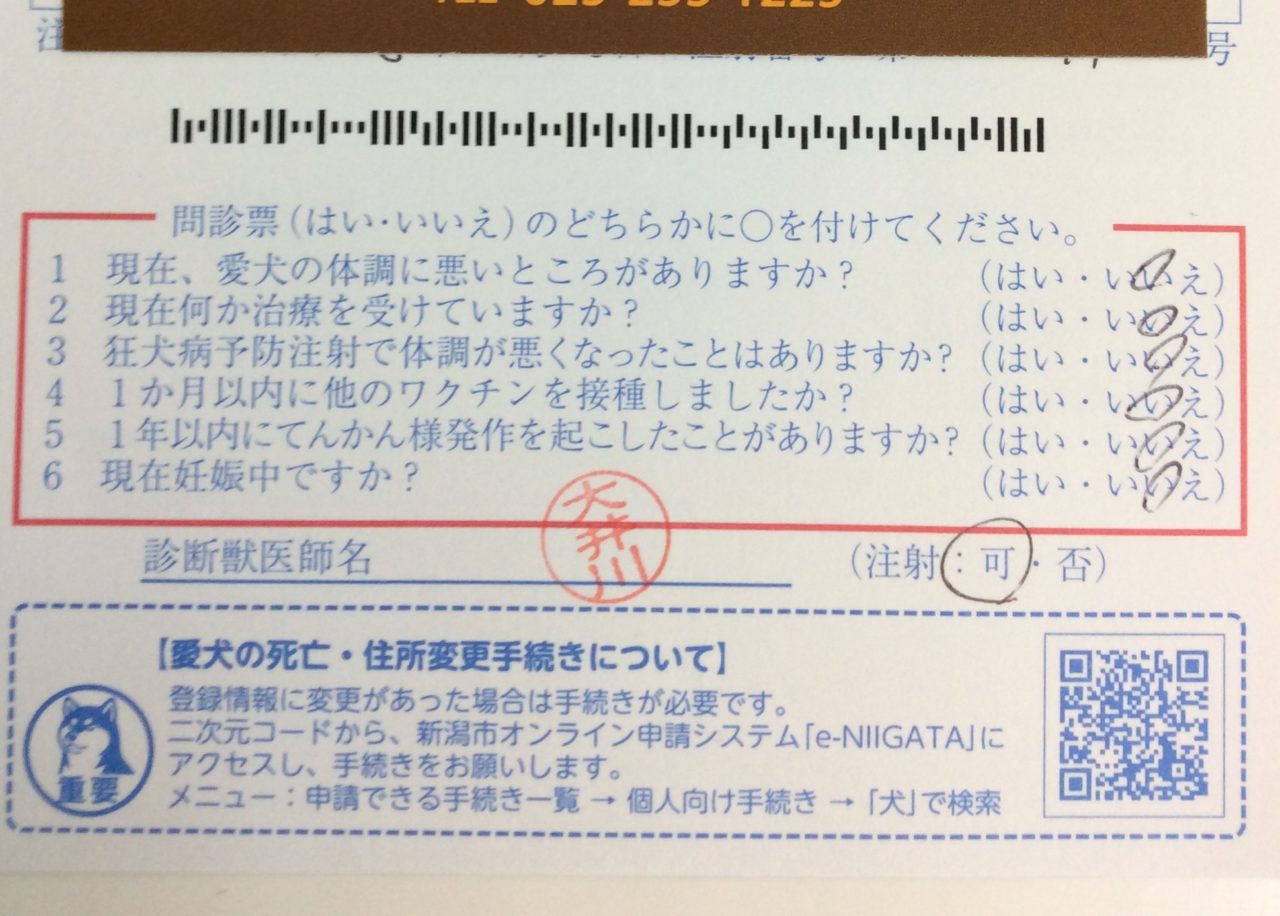 問診票(はい・いいえ)のどちらかに○を付けてください。
1 現在、愛犬の体調に悪いところがありますか? (はい・いいえ)
2 現在何か治療を受けていますか? (はい・いいえ)
3 狂犬病予防注射で体調が悪くなったことはありますか? (はい・いいえ)
4 1か月以内に他のワクチンを接種しましたか? (はい・いいえ)
5 1年以内にてんかん様発作を起こしたことがありますか? (はい・いいえ)
6 現在妊娠中ですか? (はい・いいえ)
大井川
診断獣医師名 (注射:可・否)
【愛犬の死亡・住所変更手続きについて】
登録情報に変更があった場合は手続きが必要です。
二次元コードから、新潟市オンライン申請システム「e-NIIGATA」に
アクセスし、手続きをお願いします。
メニュー:申請できる手続き一覧 → 個人向け手続き → 「犬」で検索
重要